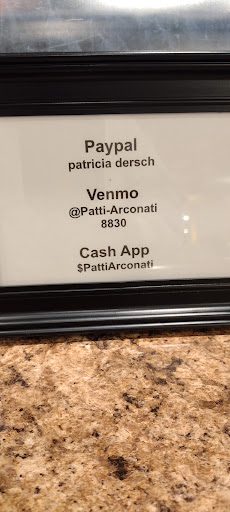 Paypal
patricia dersch
Venmo
@Patti-Arconati
8830
Cash App
$PattiArconati